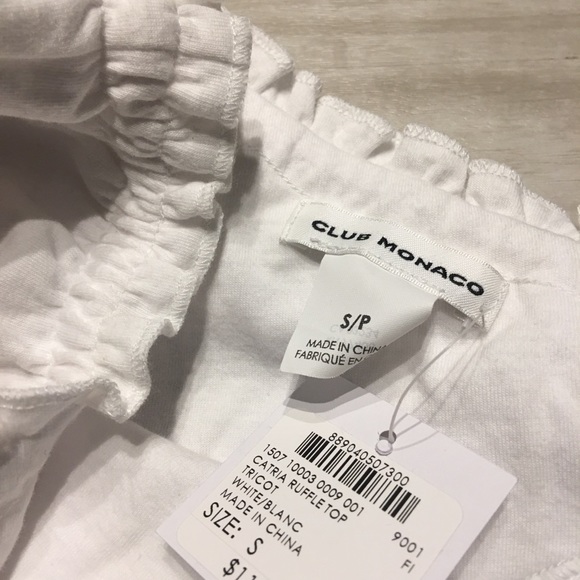 CLUB MONACO
S/P
MADE IN CHINA
FABRIQUÉ EN
889040507300
1507 10003 0009 001
9001
CATRIA RUFFLE TOP
FI
TRICOT
WHITE/BLANC
MADE IN CHINA
SIZE: S